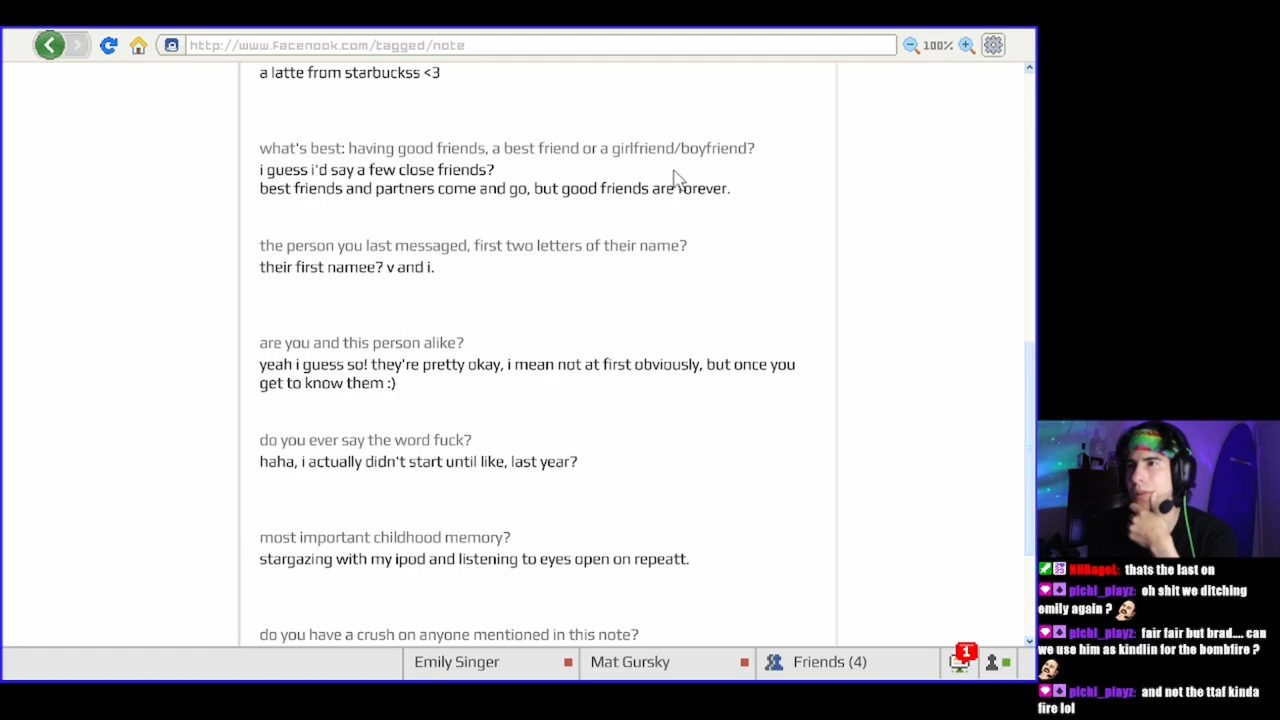 http://www.facenook.com/tagged/note
100%
a latte from starbuckss <3
what's best: having good friends, a best friend or a girlfriend/boyfriend?
i guess i'd say a few close friends?
best friends and partners come and go, but good friends are forever.
the person you last messaged, first two letters of their name?
their first namee? v and i.
are you and this person alike?
yeah i guess so! they're pretty okay, i mean not at first obviously, but once you
get to know them :)
do you ever say the word fuck?
haha, i actually didn't start until like, last year?
most important childhood memory?
stargazing with my ipod and listening to eyes open on repeatt.
do you have a crush on anyone mentioned in this note?
Emily Singer
Mat Gursky
Friends (4)
1
thats the last on
pichi_playz: oh shit we ditching
emily again ?
pichi_playz: fair fair but brad.... can
we use him as kindlin for the bombfire ?
pichi_playz: and not the ttaf kinda
fire lol